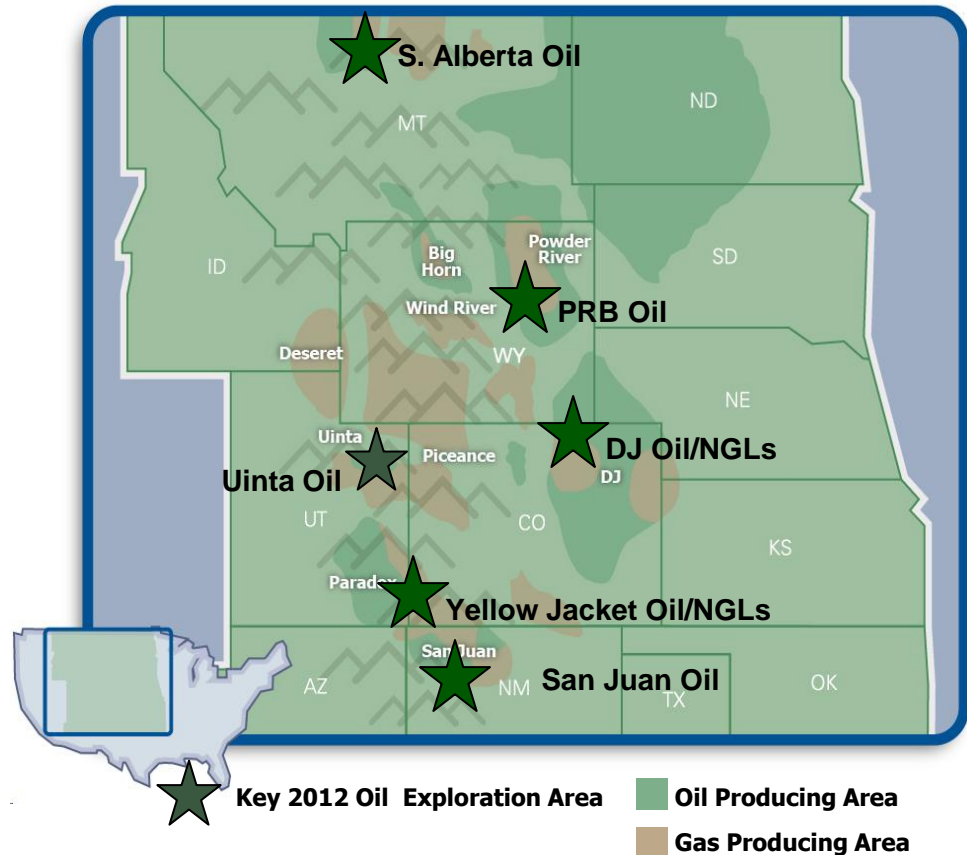 S. Alberta Oil
ND
MT
ID
Big
Horn
Powder
River
SD
Wind River
PRB Oil
Deseret
WY
NE
Uinta
Piceance
DJ Oil/NGLs
DJ
Uinta Oil
UT
CO
KS
Paradox
Yellow Jacket Oil/NGLs
San Juan
AZ
NM
San Juan Oil
TX
OK
Key 2012 Oil Exploration Area
Oil Producing Area
Gas Producing Area